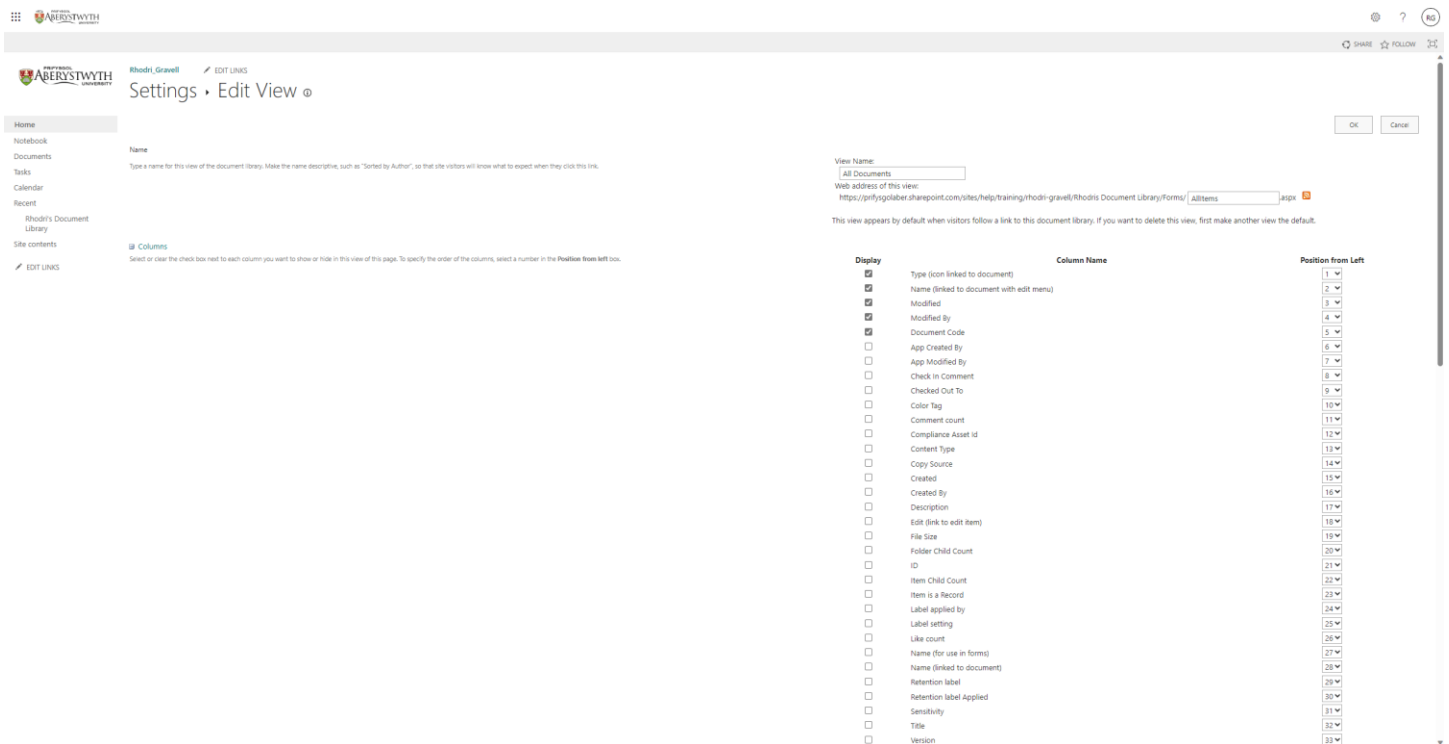 PRIFYSGOL
ABERYSTWYTH
UNIVERSITY
RG
SHARE FOLLOW
PRIFYSGOL
ABERYSTWYTH
UNIVERSITY
Rhodri_Gravell EDIT LINKS
Settings › Edit View
OK Cancel
Home
Notebook
Documents
Tasks
Calendar
Recent
Rhodri's Document
Library
Site contents
EDIT LINKS
Name
Type a name for this view of the document library. Make the name descriptive, such as "Sorted by Author", so that site visitors will know what to expect when they click this link.
View Name:
All Documents
Web address of this view:
https://prifysgolaber.sharepoint.com/sites/help/training/rhodri-gravell/Rhodris Document Library/Forms/ AllItems .aspx
This view appears by default when visitors follow a link to this document library. If you want to delete this view, first make another view the default.
Columns
Select or clear the check box next to each column you want to show or hide in this view of this page. To specify the order of the columns, select a number in the Position from left box.
Display Column Name Position from Left
Type (icon linked to document) 1
Name (linked to document with edit menu) 2
Modified 3
Modified By 4
Document Code 5
App Created By 6
App Modified By 7
Check In Comment 8
Checked Out To 9
Color Tag 10
Comment count 11
Compliance Asset Id 12
Content Type 13
Copy Source 14
Created 15
Created By 16
Description 17
Edit (link to edit item) 18
File Size 19
Folder Child Count 20
ID 21
Item Child Count 22
Item is a Record 23
Label applied by 24
Label setting 25
Like count 26
Name (for use in forms) 27
Name (linked to document) 28
Retention label 29
Retention label Applied 30
Sensitivity 31
Title 32
Version 33